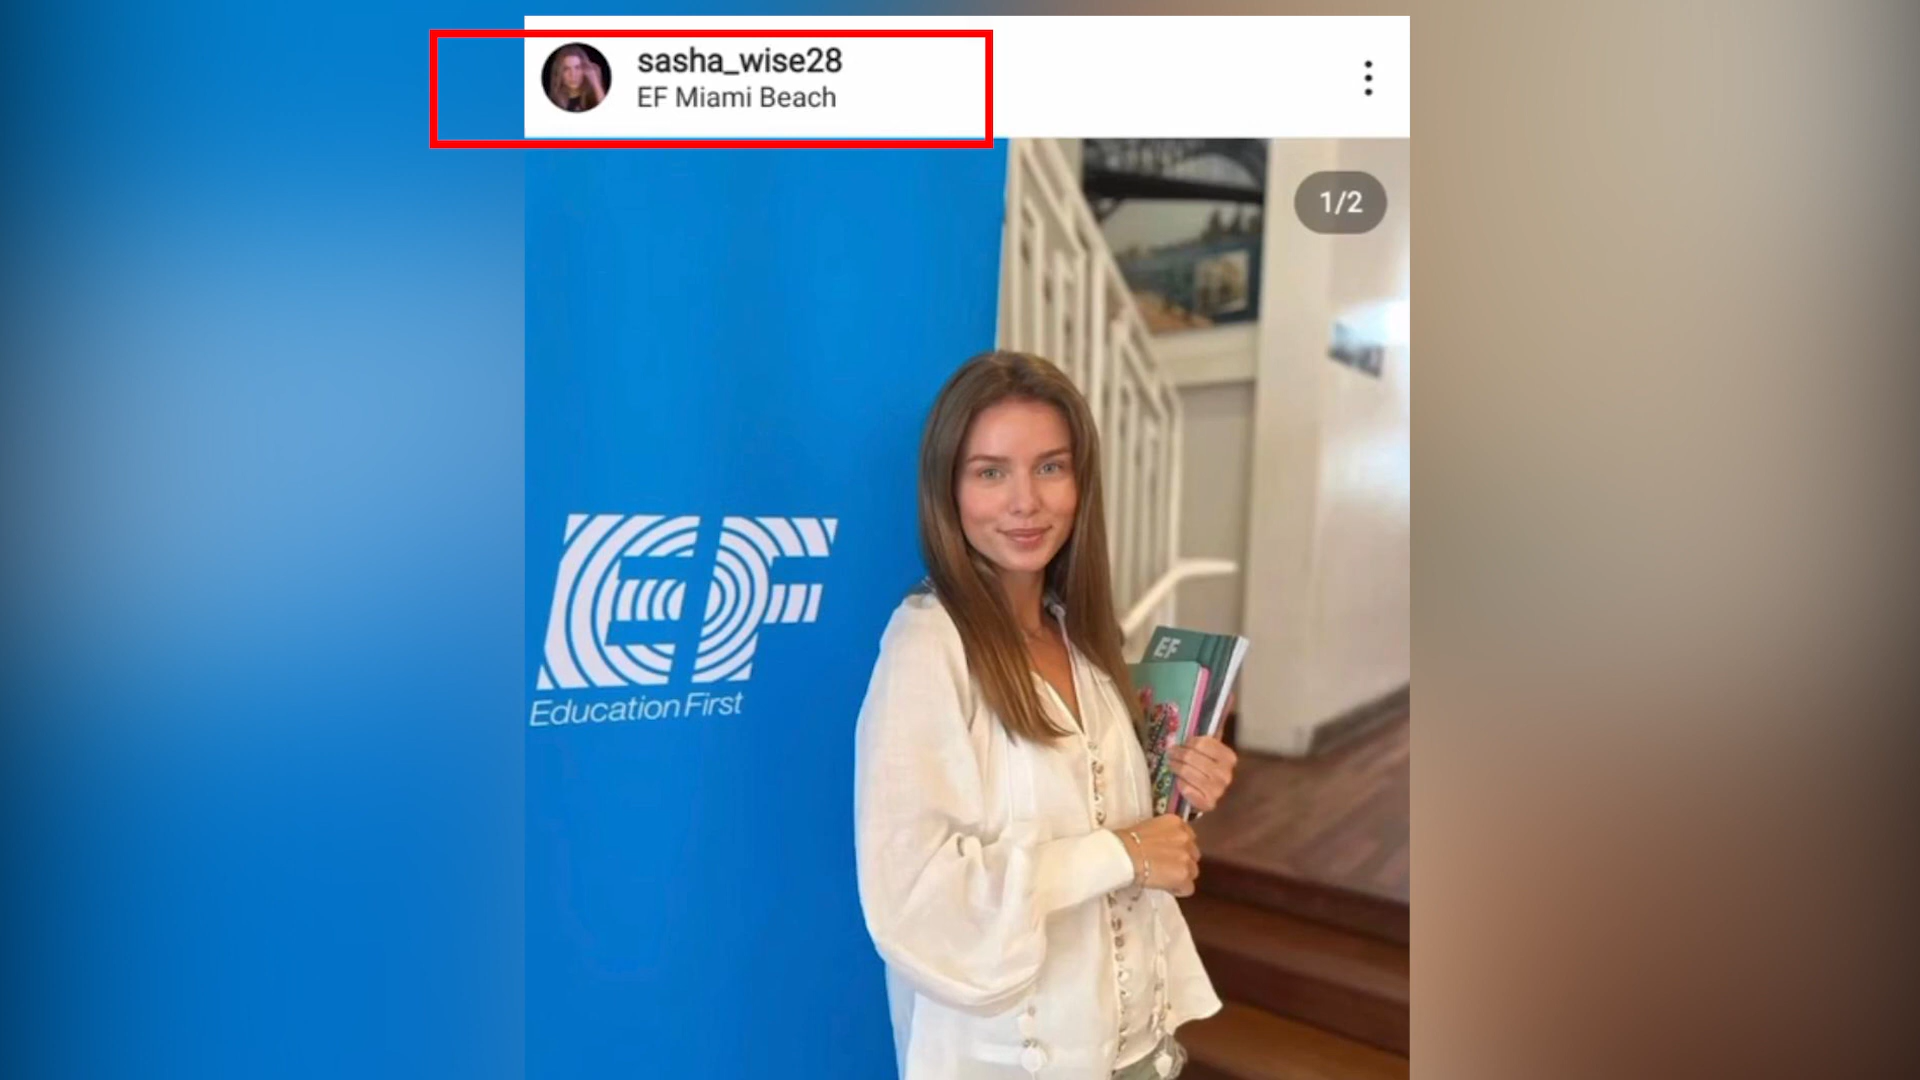 sasha_wise28
EF Miami Beach
1/2
EF
Education First
EF